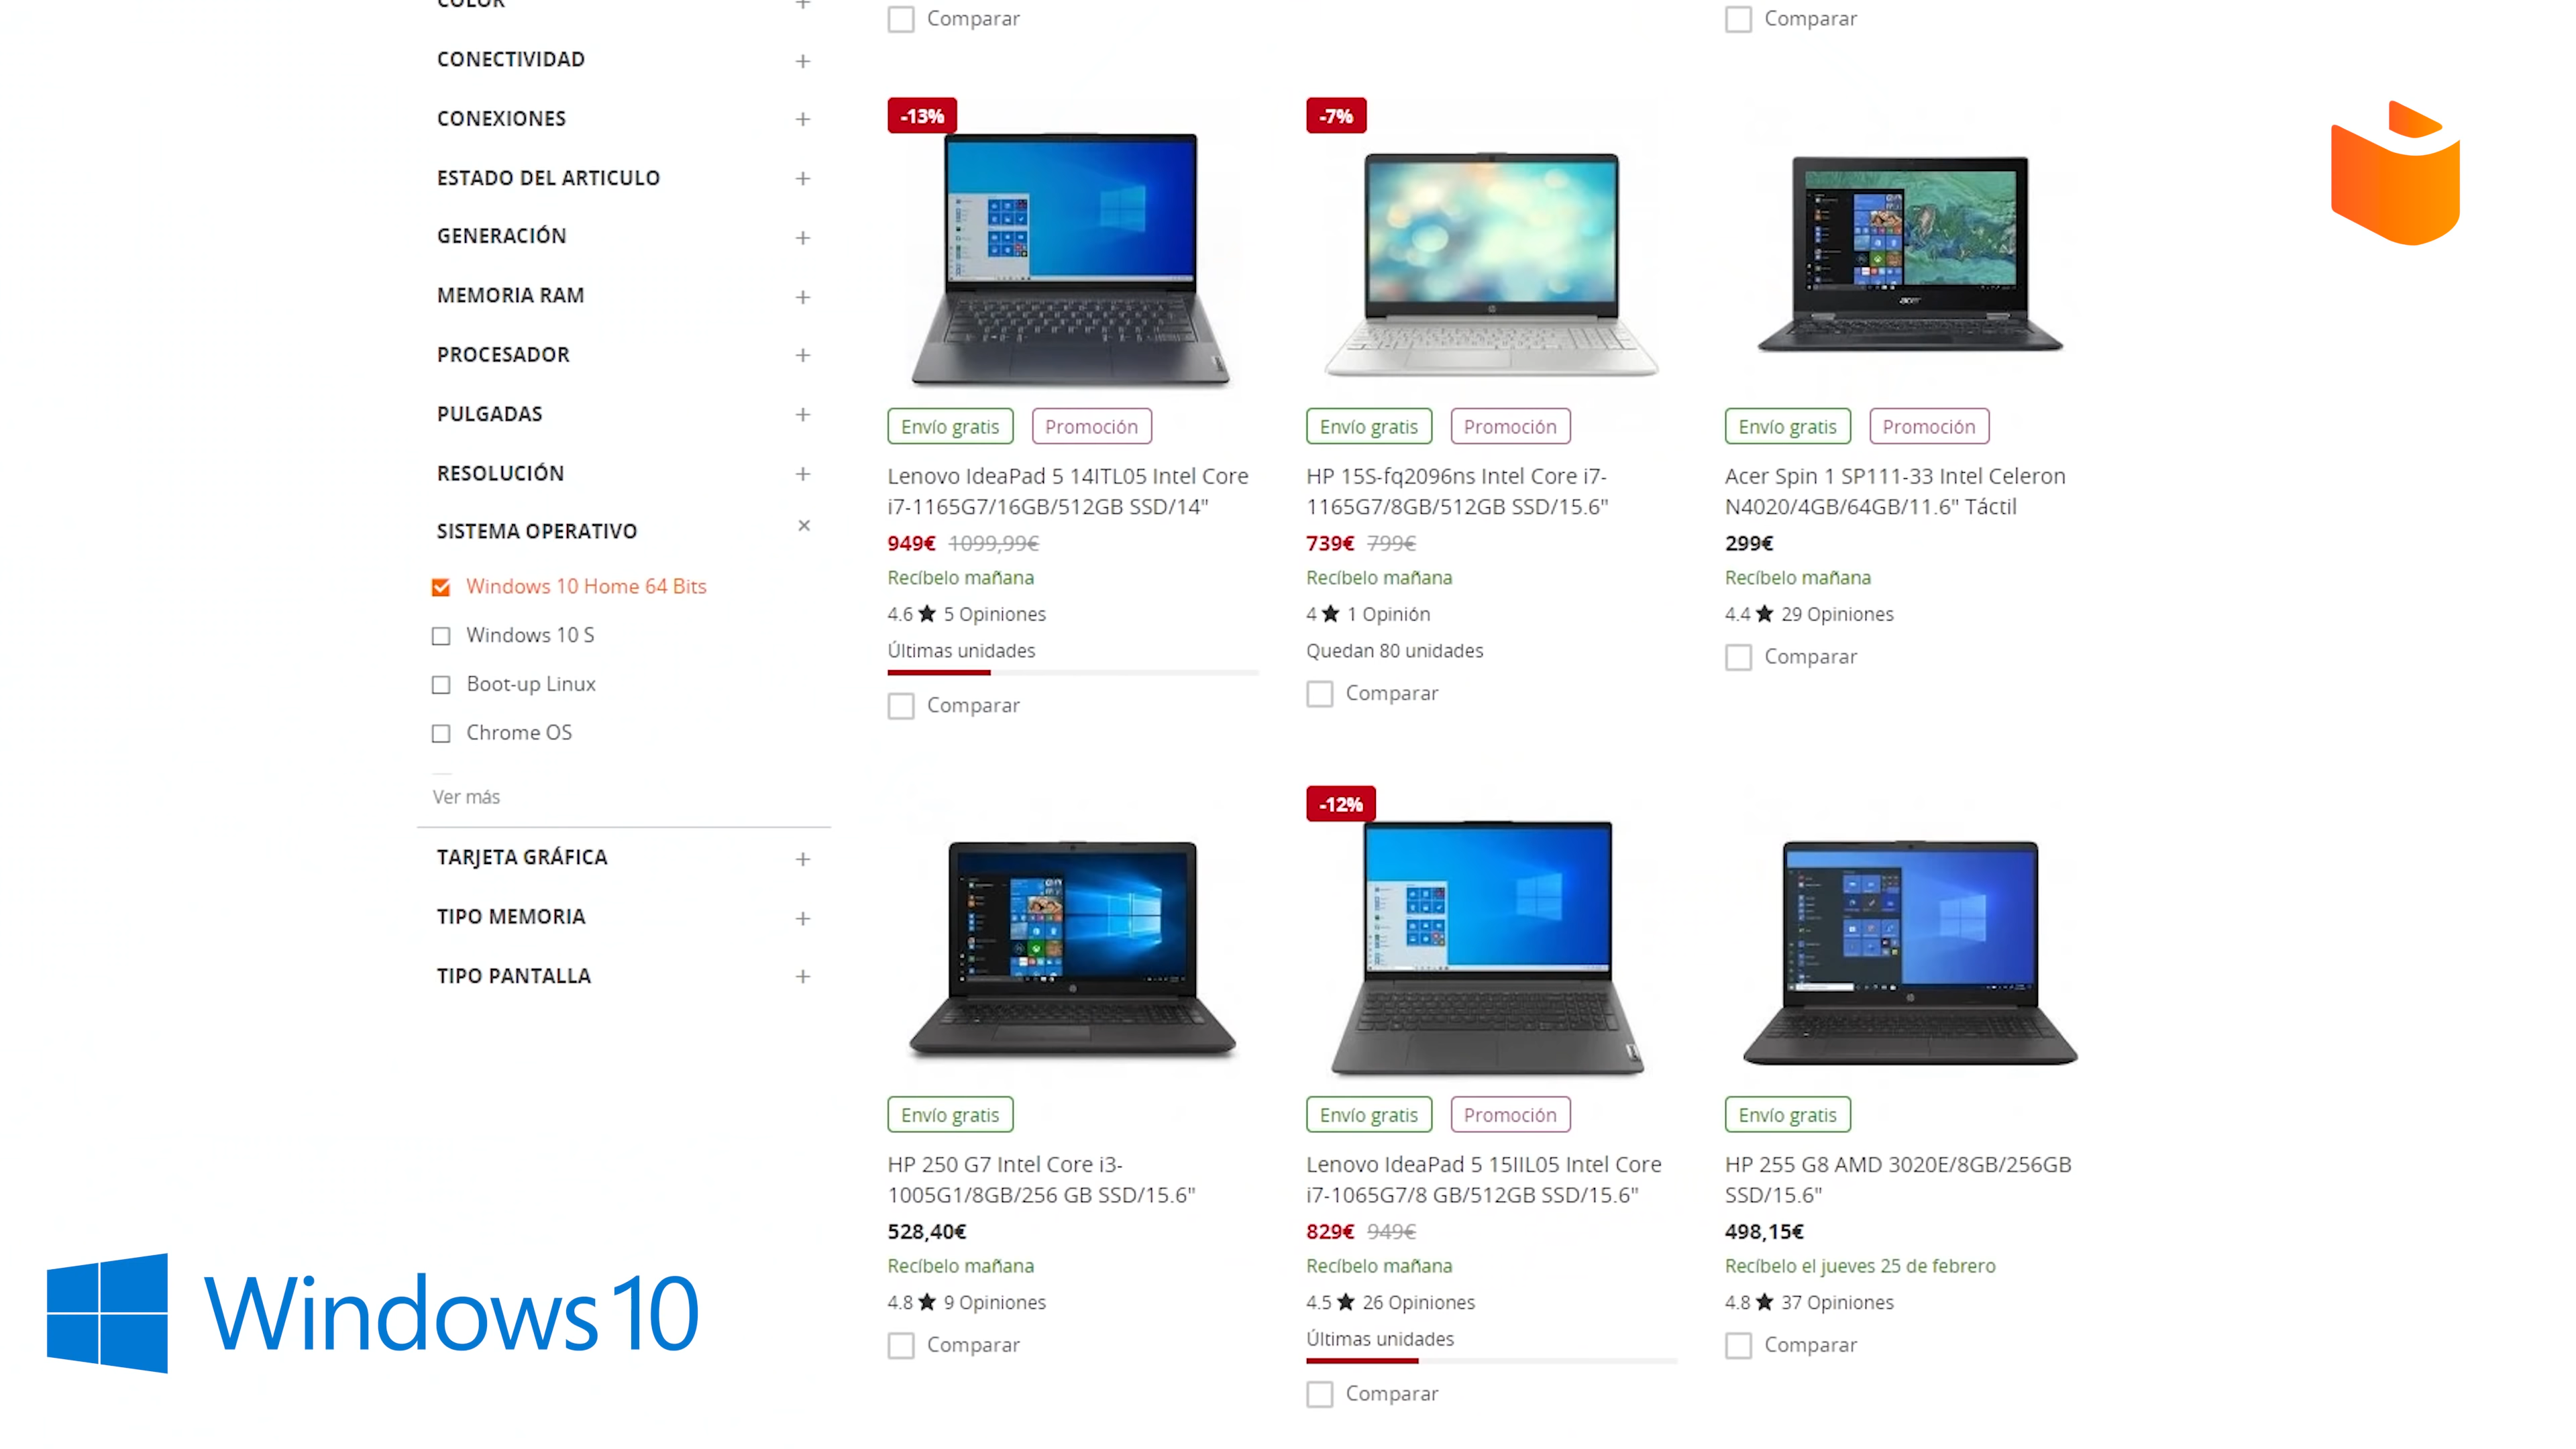 COLOR
CONECTIVIDAD
CONEXIONES
ESTADO DEL ARTICULO
GENERACIÓN
MEMORIA RAM
PROCESADOR
PULGADAS
RESOLUCIÓN
SISTEMA OPERATIVO
Windows 10 Home 64 Bits
Windows 10 S
Boot-up Linux
Chrome OS
Ver más
TARJETA GRÁFICA
TIPO MEMORIA
TIPO PANTALLA
Comparar
Comparar
-13%
Envío gratis
Promoción
Lenovo IdeaPad 5 14ITL05 Intel Core
i7-1165G7/16GB/512GB SSD/14"
949€ 1099,99€
Recíbelo mañana
4.6 ★ 5 Opiniones
Últimas unidades
Comparar
-7%
Envío gratis
Promoción
HP 15S-fq2096ns Intel Core i7-
1165G7/8GB/512GB SSD/15.6"
739€ 799€
Recíbelo mañana
4 ★ 1 Opinión
Quedan 80 unidades
Comparar
acer
Envío gratis
Promoción
Acer Spin 1 SP111-33 Intel Celeron
N4020/4GB/64GB/11.6" Táctil
299€
Recíbelo mañana
4.4 ★ 29 Opiniones
Comparar
Envío gratis
HP 250 G7 Intel Core i3-
1005G1/8GB/256 GB SSD/15.6"
528,40€
Recíbelo mañana
4.8 ★ 9 Opiniones
Comparar
-12%
Envío gratis
Promoción
Lenovo IdeaPad 5 15IIL05 Intel Core
i7-1065G7/8 GB/512GB SSD/15.6"
829€ 949€
Recíbelo mañana
4.5 ★ 26 Opiniones
Últimas unidades
Comparar
Envío gratis
HP 255 G8 AMD 3020E/8GB/256GB
SSD/15.6"
498,15€
Recíbelo el jueves 25 de febrero
4.8 ★ 37 Opiniones
Comparar
Windows 10